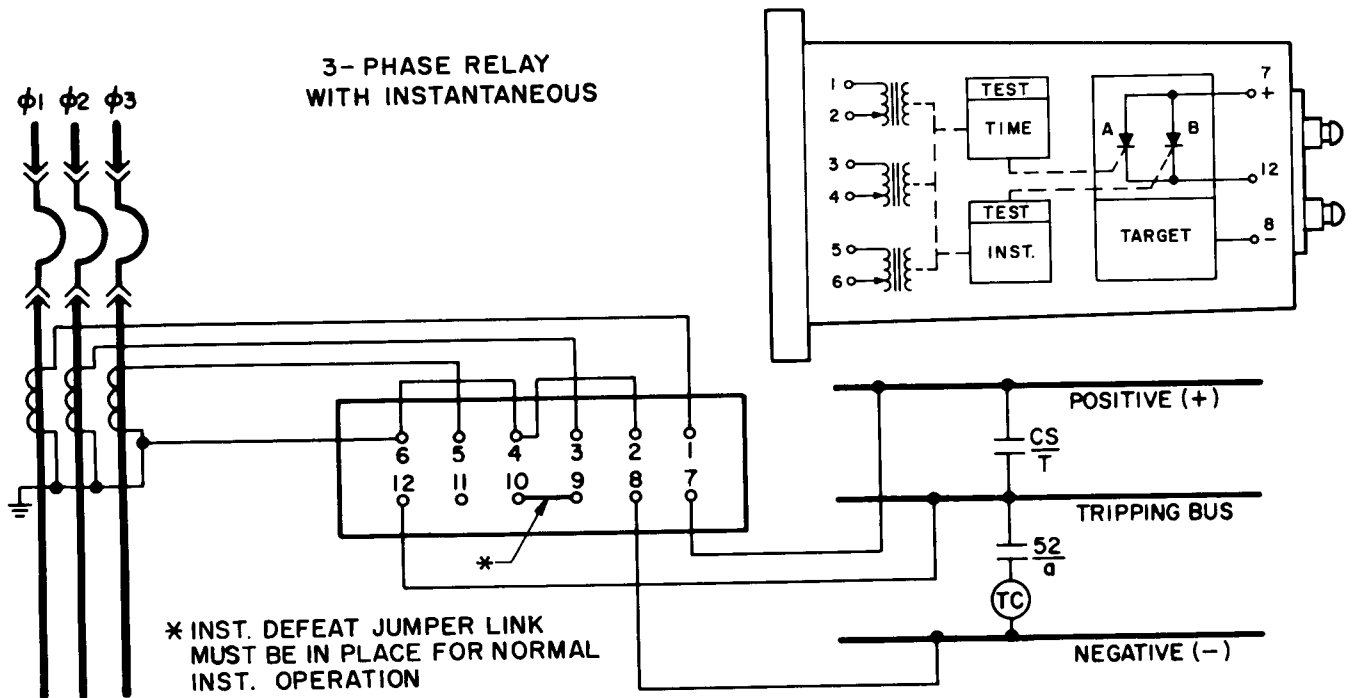 3-PHASE RELAY
WITH INSTANTANEOUS
ϕ1 ϕ2 ϕ3
1
2
3
4
5
6
TEST
TIME
TEST
INST.
A
B
TARGET
7
+
12
8
−
6 5 4 3 2 1
12 11 10 9 8 7
*
* INST. DEFEAT JUMPER LINK
MUST BE IN PLACE FOR NORMAL
INST. OPERATION
POSITIVE (+)
CS
T
TRIPPING BUS
52
a
TC
NEGATIVE (−)